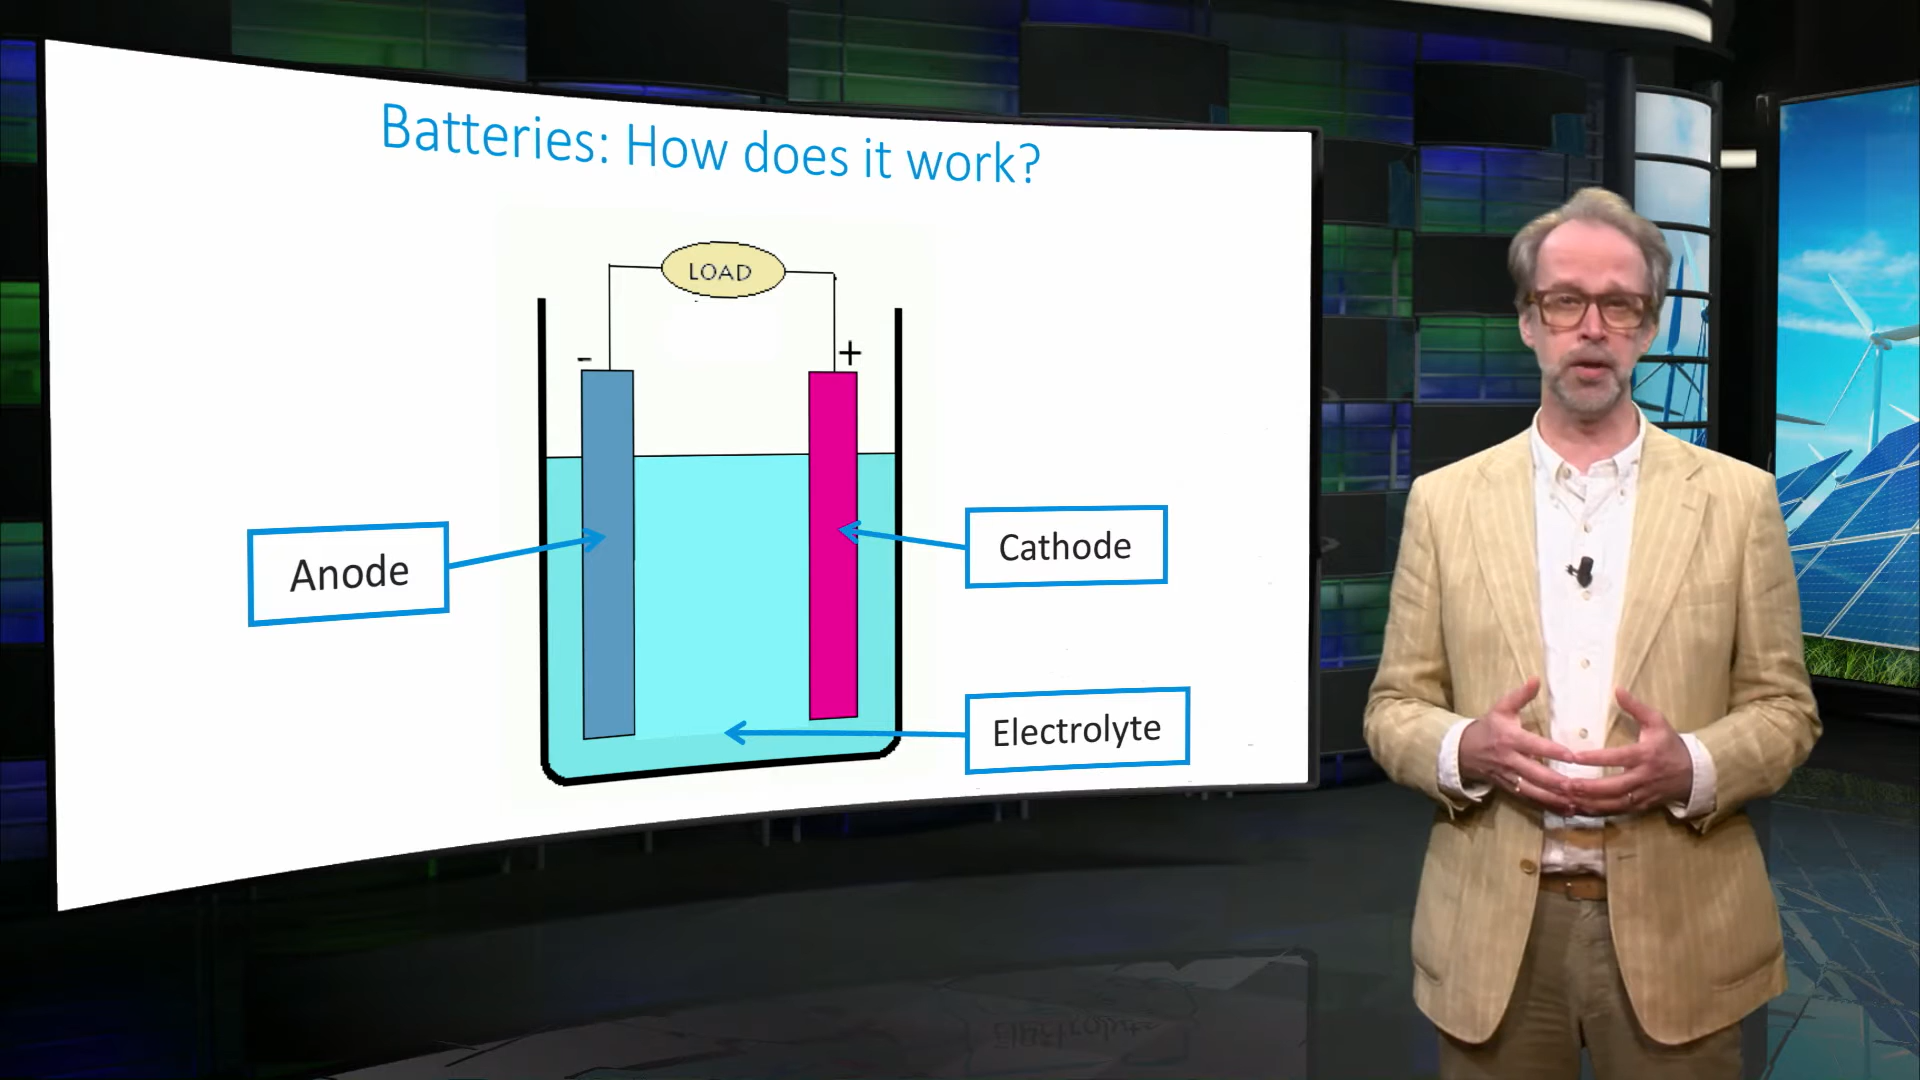 Batteries: How does it work?
LOAD
-
+
Anode
Cathode
Electrolyte